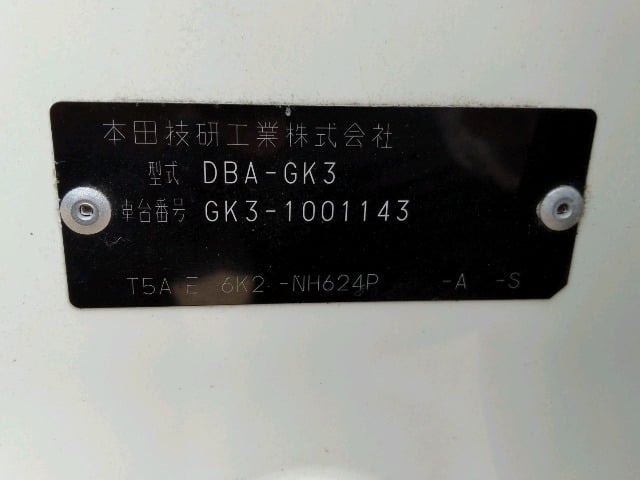 本田技研工業株式会社
型式 DBA-GK3
車台番号 GK3-1001143
T5A E 6K2 -NH624P -A -S